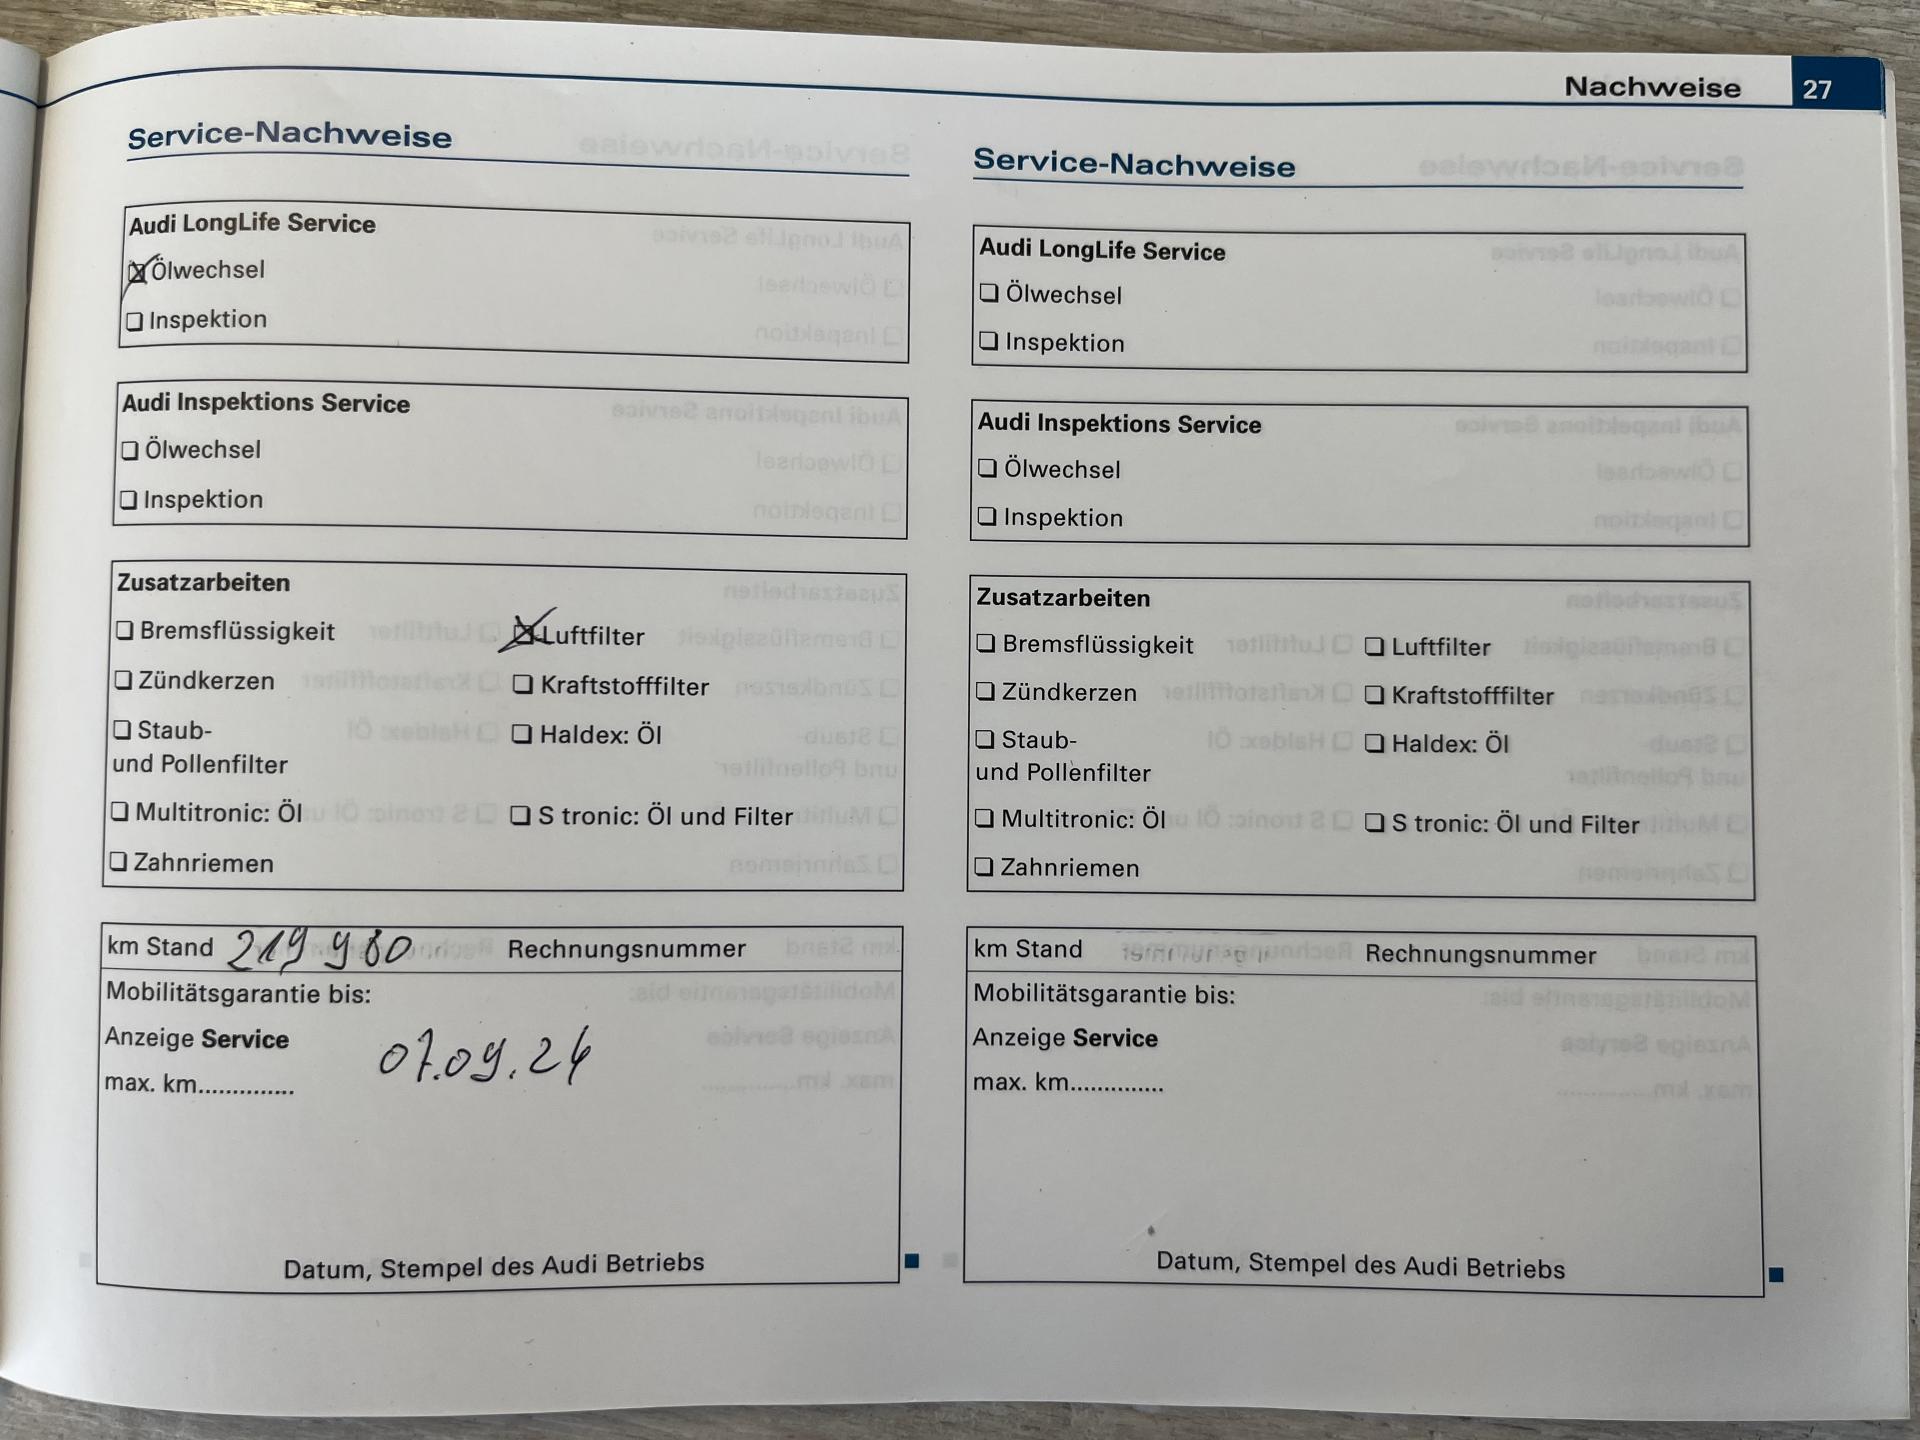 Nachweise 27
Service-Nachweise
Audi LongLife Service
Ölwechsel
Inspektion
Audi Inspektions Service
Ölwechsel
Inspektion
Zusatzarbeiten
Bremsflüssigkeit Luftfilter
Zündkerzen Kraftstofffilter
Staub- Haldex: Öl
und Pollenfilter
Multitronic: Öl S tronic: Öl und Filter
Zahnriemen
km Stand 219 980 Rechnungsnummer
Mobilitätsgarantie bis:
Anzeige Service
07.09.24
max. km..............
Datum, Stempel des Audi Betriebs
Service-Nachweise
Audi LongLife Service
Ölwechsel
Inspektion
Audi Inspektions Service
Ölwechsel
Inspektion
Zusatzarbeiten
Bremsflüssigkeit Luftfilter
Zündkerzen Kraftstofffilter
Staub- Haldex: Öl
und Pollenfilter
Multitronic: Öl S tronic: Öl und Filter
Zahnriemen
km Stand Rechnungsnummer
Mobilitätsgarantie bis:
Anzeige Service
max. km..............
Datum, Stempel des Audi Betriebs